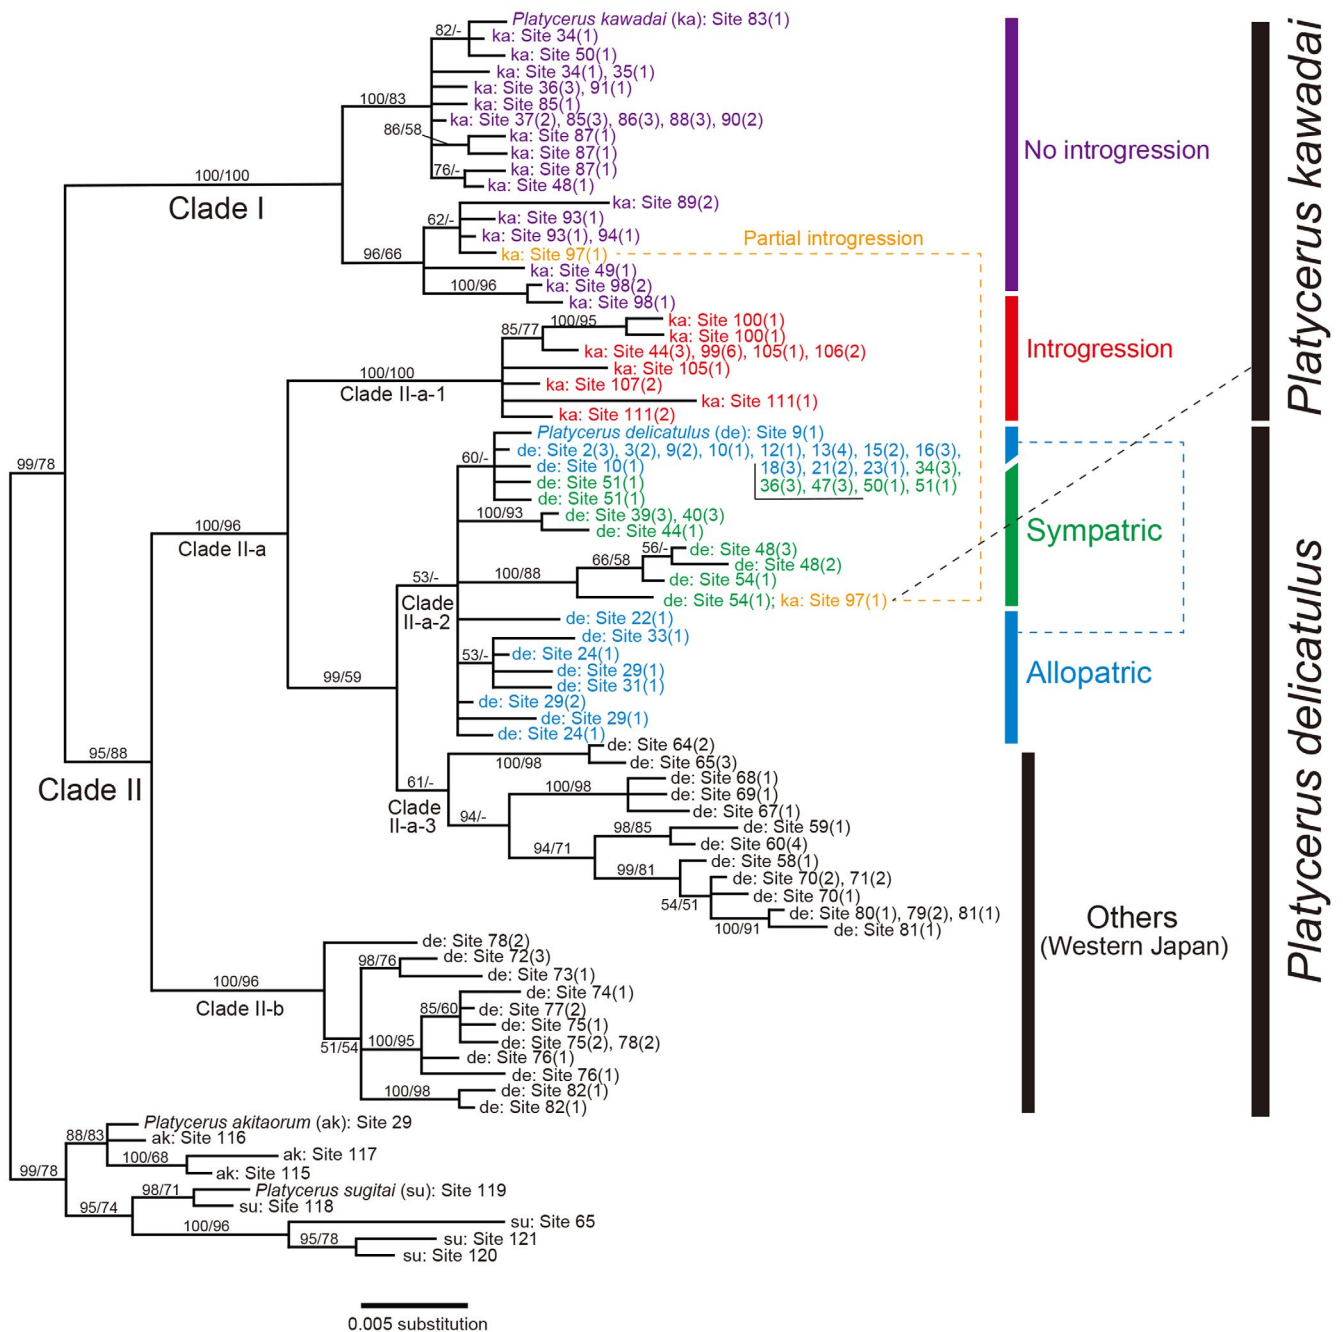 Platycerus kawadai (ka): Site 83(1)
82/-
ka: Site 34(1)
ka: Site 50(1)
ka: Site 34(1), 35(1)
ka: Site 36(3), 91(1)
100/83
ka: Site 85(1)
ka: Site 37(2), 85(3), 86(3), 88(3), 90(2)
86/58
ka: Site 87(1)
ka: Site 87(1)
76/-
ka: Site 87(1)
ka: Site 48(1)
100/100
Clade I
ka: Site 89(2)
62/-
ka: Site 93(1)
ka: Site 93(1), 94(1)
96/66
ka: Site 97(1)
Partial introgression
ka: Site 49(1)
100/96
ka: Site 98(2)
ka: Site 98(1)
No introgression
Platycerus kawadai
100/95
85/77
ka: Site 100(1)
ka: Site 100(1)
ka: Site 44(3), 99(6), 105(1), 106(2)
Introgression
ka: Site 105(1)
100/100
Clade II-a-1
ka: Site 107(2)
ka: Site 111(1)
ka: Site 111(2)
Platycerus delicatulus (de): Site 9(1)
de: Site 2(3), 3(2), 9(2), 10(1), 12(1), 13(4), 15(2), 16(3),
60/-
de: Site 10(1)
18(3), 21(2), 23(1), 34(3),
99/78
de: Site 51(1)
36(3), 47(3), 50(1), 51(1)
de: Site 51(1)
100/93
de: Site 39(3), 40(3)
de: Site 44(1)
Sympatric
100/96
Clade II-a
56/-
de: Site 48(3)
66/58
de: Site 48(2)
100/88
de: Site 54(1)
53/-
Clade
II-a-2
de: Site 54(1); ka: Site 97(1)
de: Site 22(1)
de: Site 33(1)
53/-
de: Site 24(1)
de: Site 29(1)
de: Site 31(1)
Allopatric
99/59
de: Site 29(2)
de: Site 29(1)
de: Site 24(1)
Platycerus delicatulus
95/88
Clade II
de: Site 64(2)
100/98
de: Site 65(3)
61/-
Clade
II-a-3
100/98
de: Site 68(1)
de: Site 69(1)
de: Site 67(1)
94/-
98/85
de: Site 59(1)
de: Site 60(4)
94/71
de: Site 58(1)
99/81
de: Site 70(2), 71(2)
de: Site 70(1)
54/51
de: Site 80(1), 79(2), 81(1)
100/91
de: Site 81(1)
Others
(Western Japan)
de: Site 78(2)
98/76
de: Site 72(3)
de: Site 73(1)
100/96
Clade II-b
de: Site 74(1)
85/60
de: Site 77(2)
de: Site 75(1)
51/54
100/95
de: Site 75(2), 78(2)
de: Site 76(1)
de: Site 76(1)
100/98
de: Site 82(1)
de: Site 82(1)
Platycerus akitaorum (ak): Site 29
88/83
ak: Site 116
100/68
ak: Site 117
99/78
ak: Site 115
98/71
Platycerus sugitai (su): Site 119
95/74
su: Site 118
100/96
su: Site 65
95/78
su: Site 121
su: Site 120
0.005 substitution